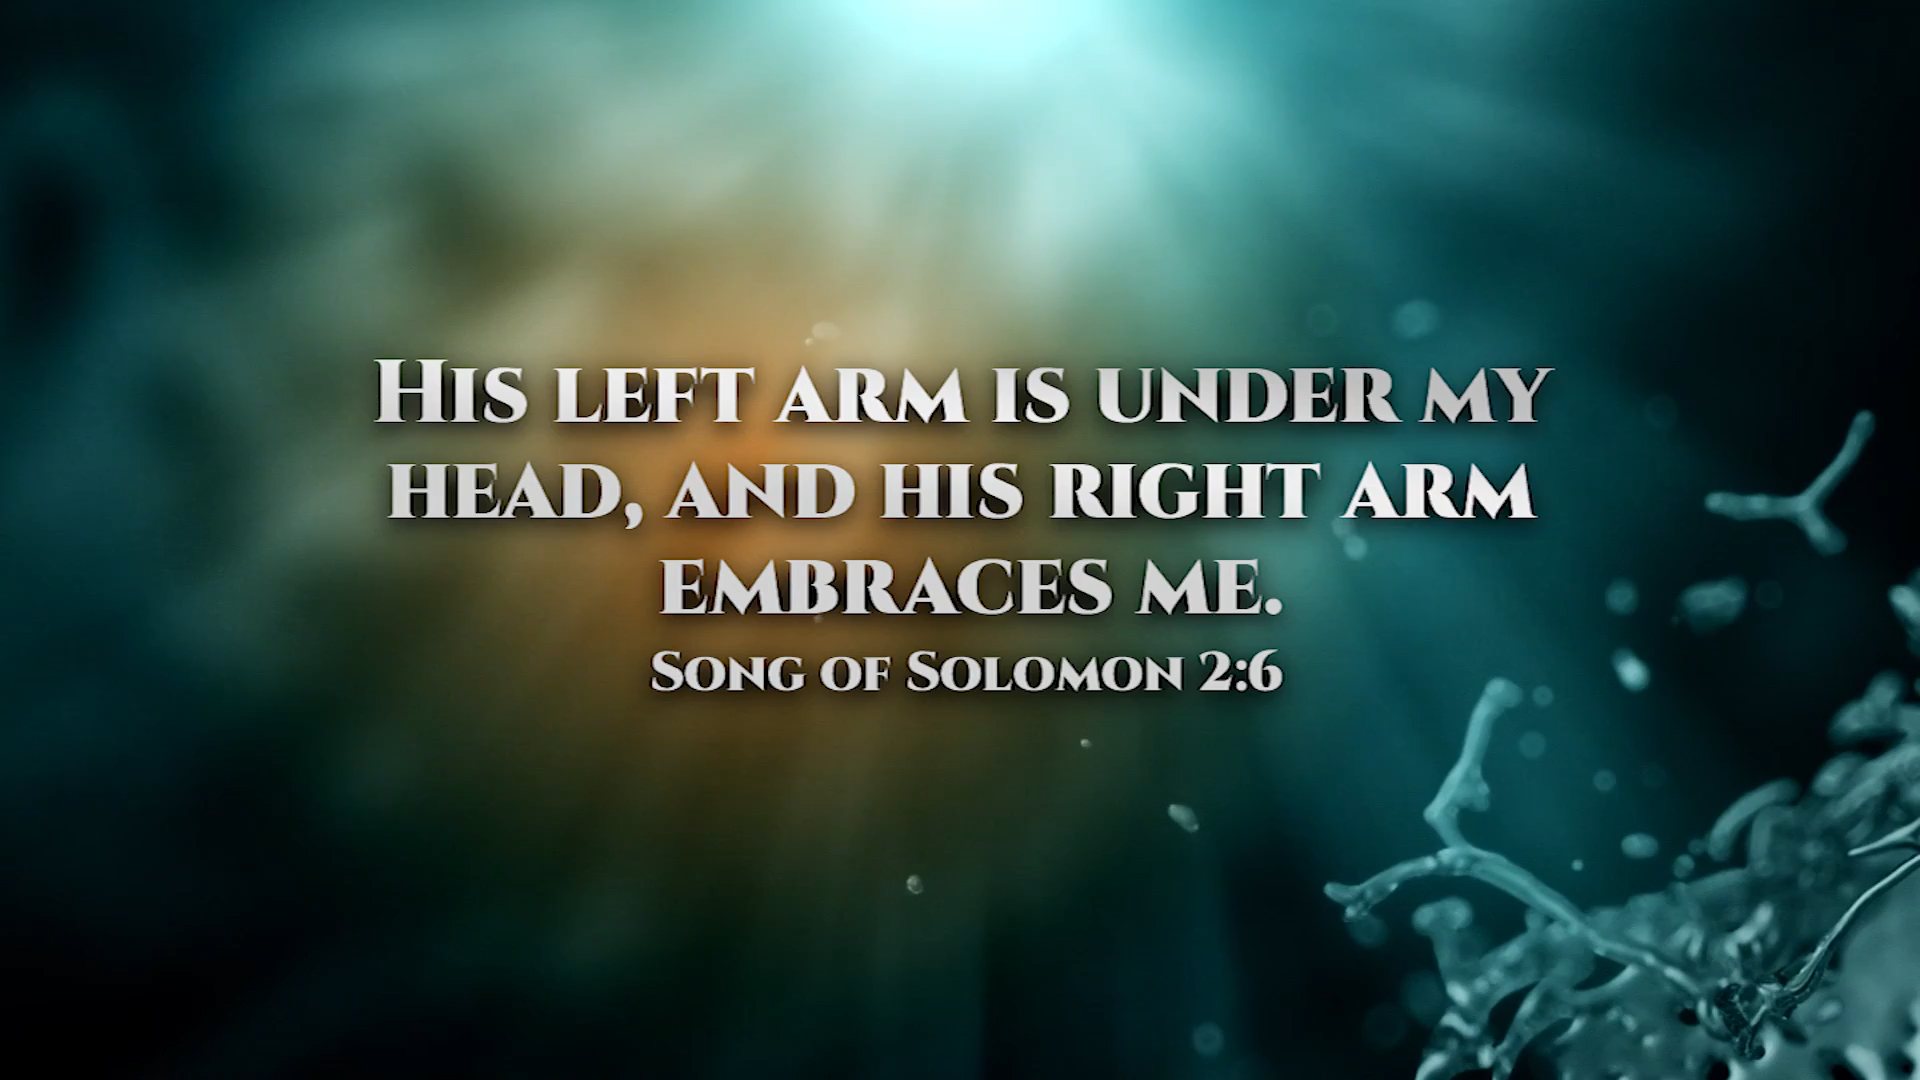 His left arm is under my
head, and his right arm
embraces me.
Song of Solomon 2:6